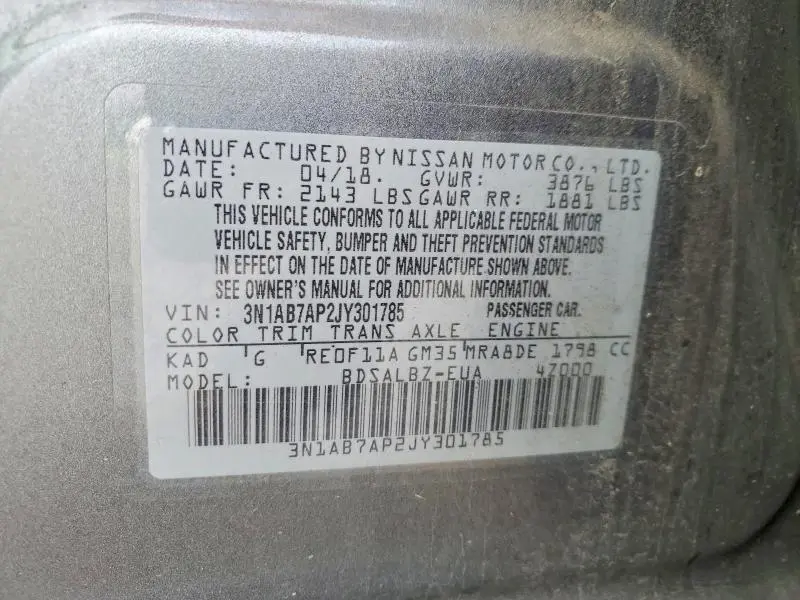 MANUFACTURED BY NISSAN MOTOR CO., LTD.
DATE: 04/18. GVWR: 3876 LBS
GAWR FR: 2143 LBS GAWR RR: 1881 LBS
THIS VEHICLE CONFORMS TO ALL APPLICABLE FEDERAL MOTOR
VEHICLE SAFETY, BUMPER AND THEFT PREVENTION STANDARDS
IN EFFECT ON THE DATE OF MANUFACTURE SHOWN ABOVE.
SEE OWNER'S MANUAL FOR ADDITIONAL INFORMATION.
VIN: 3N1AB7AP2JY301785 PASSENGER CAR.
COLOR TRIM TRANS AXLE ENGINE
KAD G RE0F11A GM35 MRA8DE 1798 CC
MODEL: BDSALBZ-EUA 4Z000
3N1AB7AP2JY301785